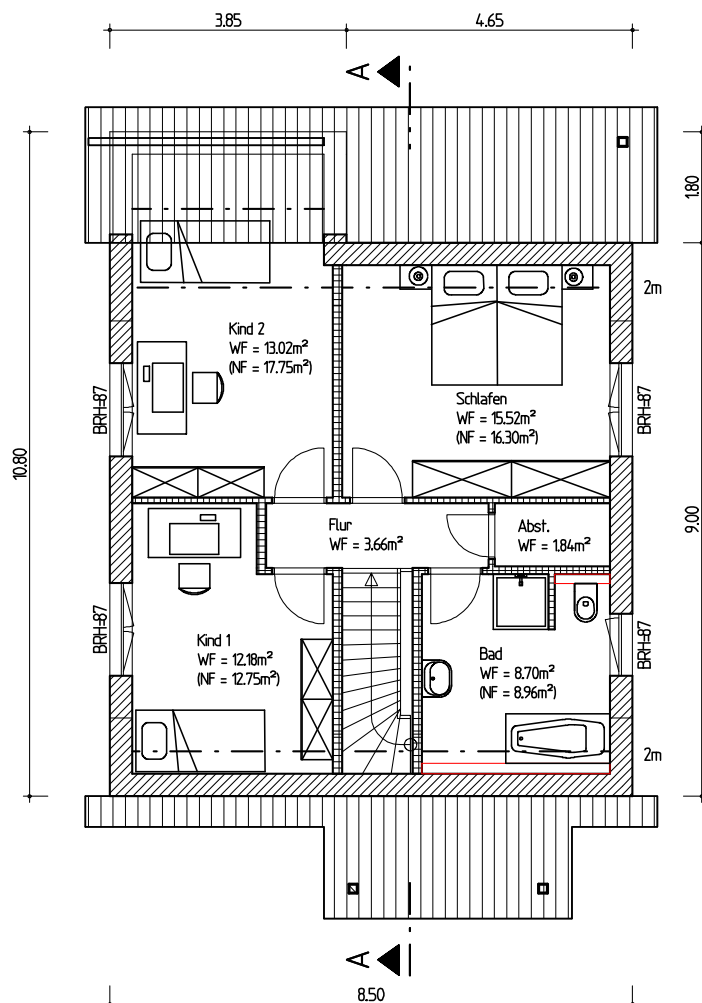 3.85
4.65
A
1.80
2m
Kind 2
WF = 13.02m²
(NF = 17.75m²)
Schlafen
WF = 15.52m²
(NF = 16.30m²)
BRH=87
BRH=87
10.80
9.00
Flur
WF = 3.66m²
Abst.
WF = 1.84m²
BRH=87
BRH=87
Kind 1
WF = 12.18m²
(NF = 12.75m²)
Bad
WF = 8.70m²
(NF = 8.96m²)
2m
A
8.50